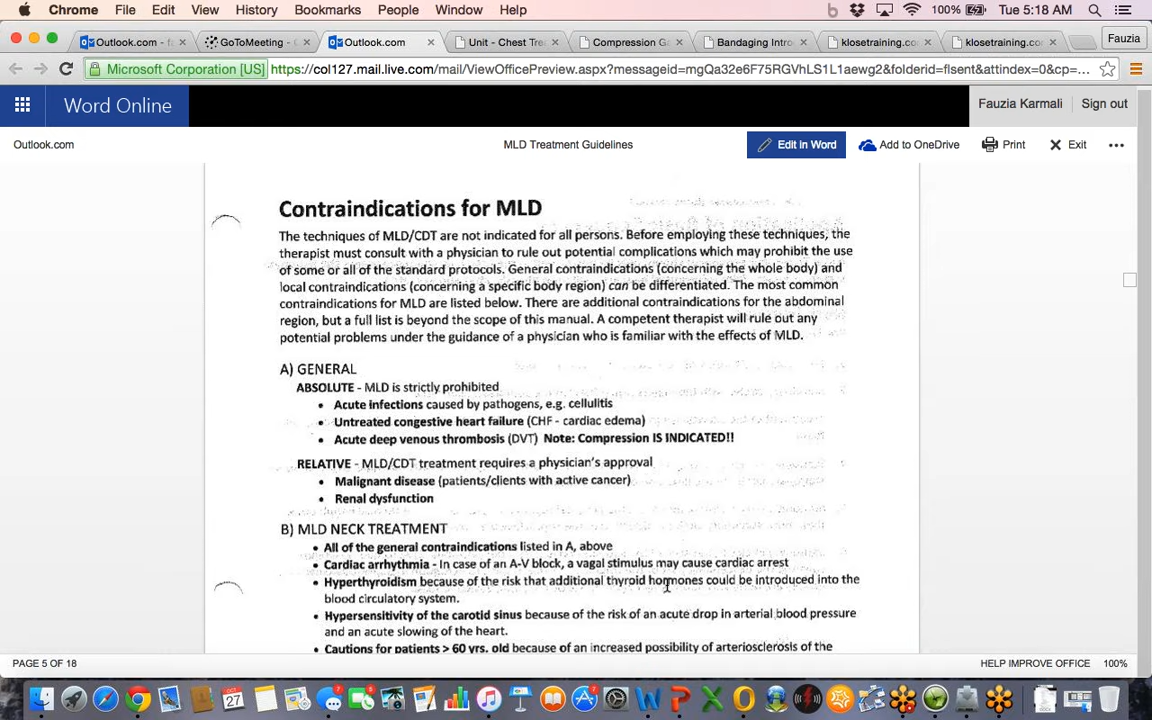 Chrome File Edit View History Bookmarks People Window Help 100% Tue 5:18 AM
Outlook.com - fa GoToMeeting - D Outlook.com Unit - Chest Tre Compression Ga Bandaging Intro klosetraining.co klosetraining.co Fauzia
Microsoft Corporation [US] https://col127.mail.live.com/mail/ViewOfficePreview.aspx?messageid=mgQa32e6F75RGVhLS1L1aewg2&folderid=flsent&attindex=0&cp=...
Word Online Fauzia Karmali Sign out
Outlook.com MLD Treatment Guidelines Edit in Word Add to OneDrive Print Exit
Contraindications for MLD
The techniques of MLD/CDT are not indicated for all persons. Before employing these techniques, the
therapist must consult with a physician to rule out potential complications which may prohibit the use
of some or all of the standard protocols. General contraindications (concerning the whole body) and
local contraindications (concerning a specific body region) can be differentiated. The most common
contraindications for MLD are listed below. There are additional contraindications for the abdominal
region, but a full list is beyond the scope of this manual. A competent therapist will rule out any
potential problems under the guidance of a physician who is familiar with the effects of MLD.
A) GENERAL
ABSOLUTE - MLD is strictly prohibited
• Acute infections caused by pathogens, e.g. cellulitis
• Untreated congestive heart failure (CHF - cardiac edema)
• Acute deep venous thrombosis (DVT) Note: Compression IS INDICATED!!
RELATIVE - MLD/CDT treatment requires a physician's approval
• Malignant disease (patients/clients with active cancer)
• Renal dysfunction
B) MLD NECK TREATMENT
• All of the general contraindications listed in A, above
• Cardiac arrhythmia - In case of an A-V block, a vagal stimulus may cause cardiac arrest
• Hyperthyroidism because of the risk that additional thyroid hormones could be introduced into the
blood circulatory system.
• Hypersensitivity of the carotid sinus because of the risk of an acute drop in arterial blood pressure
and an acute slowing of the heart.
• Cautions for patients > 60 yrs. old because of an increased possibility of arteriosclerosis of the
PAGE 5 OF 18 HELP IMPROVE OFFICE 100%